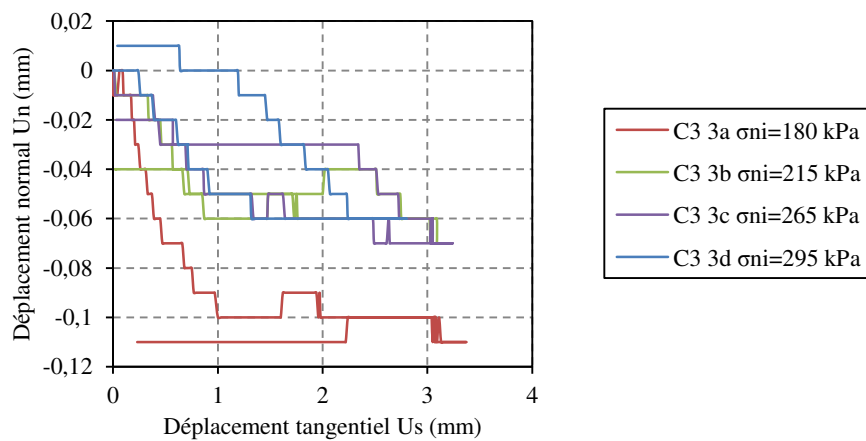 0,02
0
-0,02
-0,04
-0,06
-0,08
-0,1
-0,12
Déplacement normal Un (mm)
0 1 2 3 4
Déplacement tangentiel Us (mm)
C3 3a σni=180 kPa
C3 3b σni=215 kPa
C3 3c σni=265 kPa
C3 3d σni=295 kPa